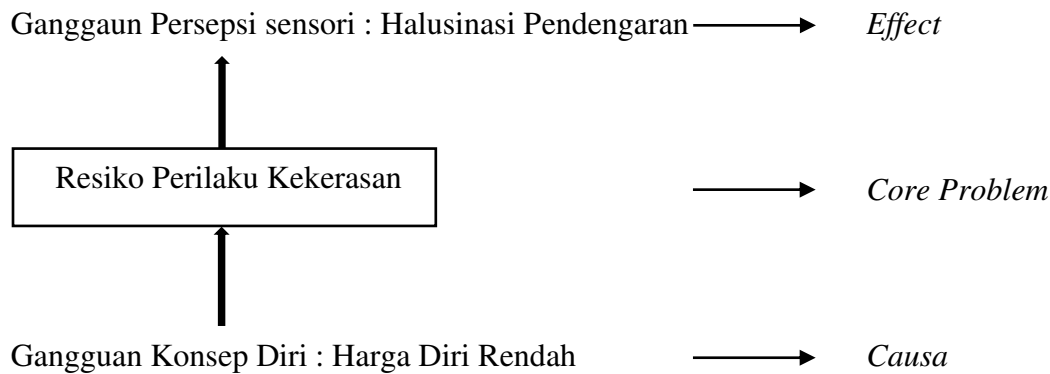 Ganggaun Persepsi sensori : Halusinasi Pendengaran Effect
Resiko Perilaku Kekerasan Core Problem
Gangguan Konsep Diri : Harga Diri Rendah Causa